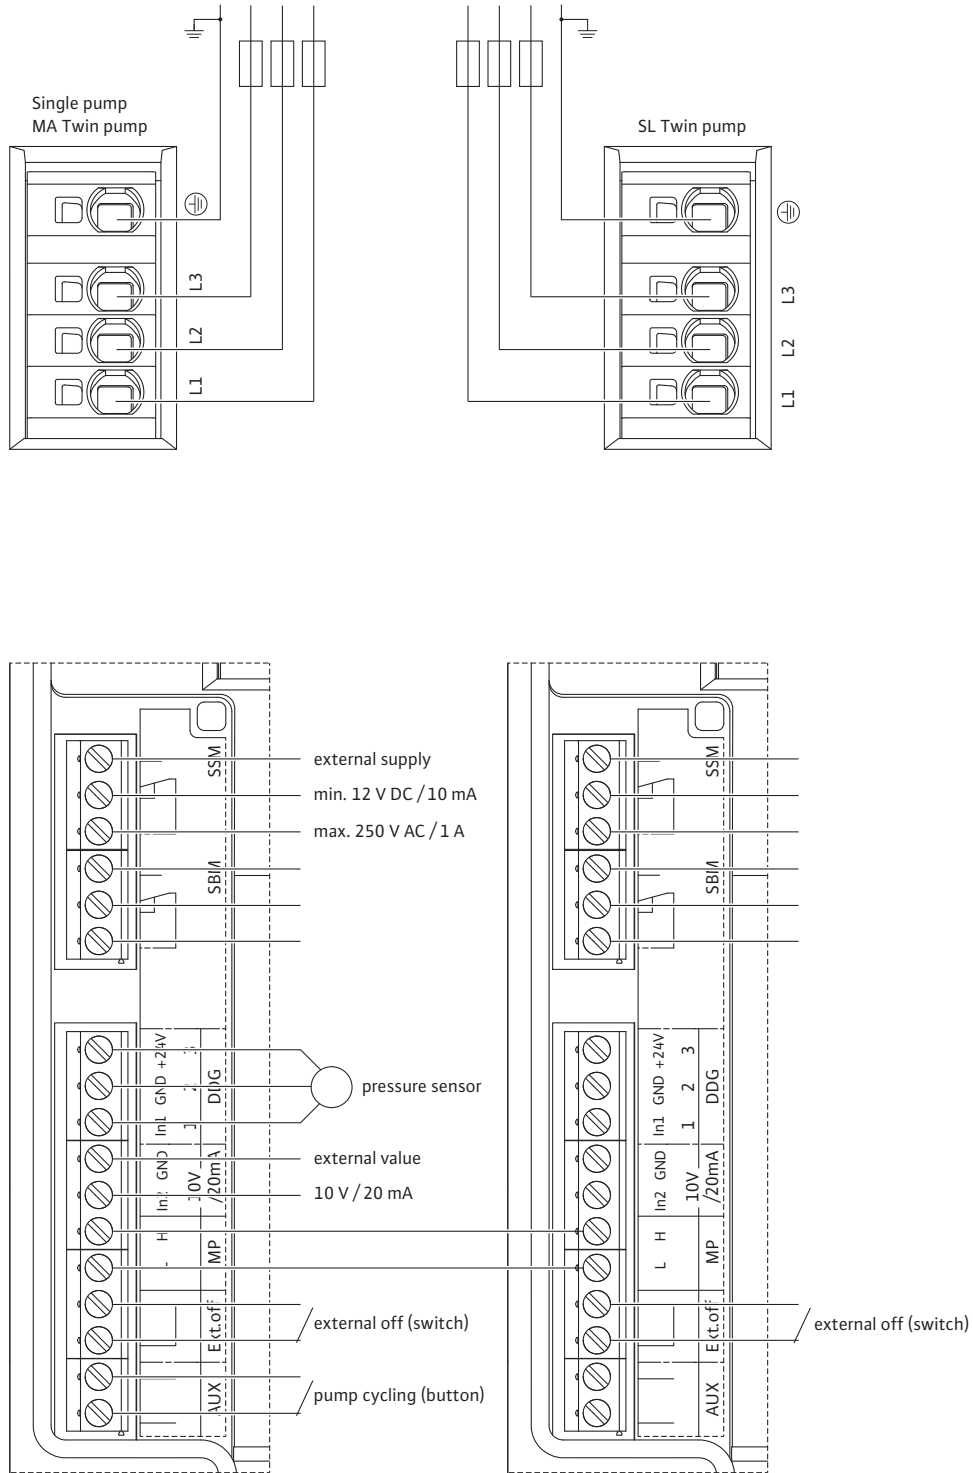 Single pump
MA Twin pump
SL Twin pump
L3
L2
L1
L3
L2
L1
SSM
external supply
min. 12 V DC / 10 mA
max. 250 V AC / 1 A
SBM
SSM
SBM
+24V
GND
In1
3
2
1
DDG
pressure sensor
GND
In2
10V
/20mA
external value
10 V / 20 mA
H
MP
Ext.off
external off (switch)
AUX
pump cycling (button)
+24V
GND
In1
3
2
1
DDG
GND
In2
10V
/20mA
H
L
MP
Ext.off
external off (switch)
AUX